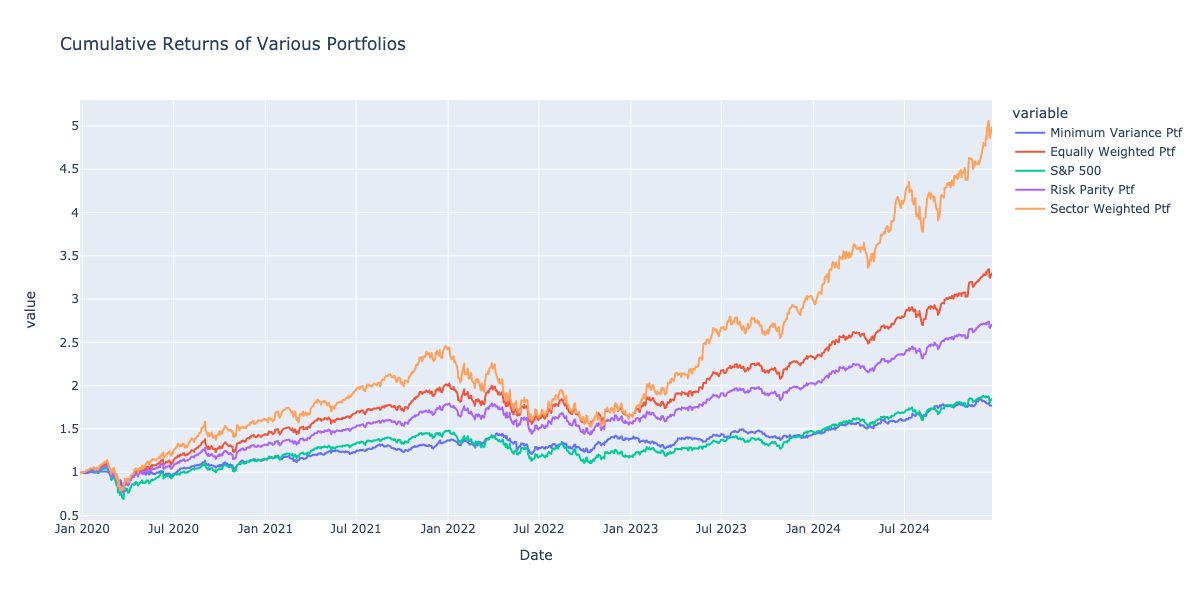 Cumulative Returns of Various Portfolios
variable
Minimum Variance Ptf
Equally Weighted Ptf
S&P 500
Risk Parity Ptf
Sector Weighted Ptf
value
5
4.5
4
3.5
3
2.5
2
1.5
1
0.5
Jan 2020 Jul 2020 Jan 2021 Jul 2021 Jan 2022 Jul 2022 Jan 2023 Jul 2023 Jan 2024 Jul 2024
Date